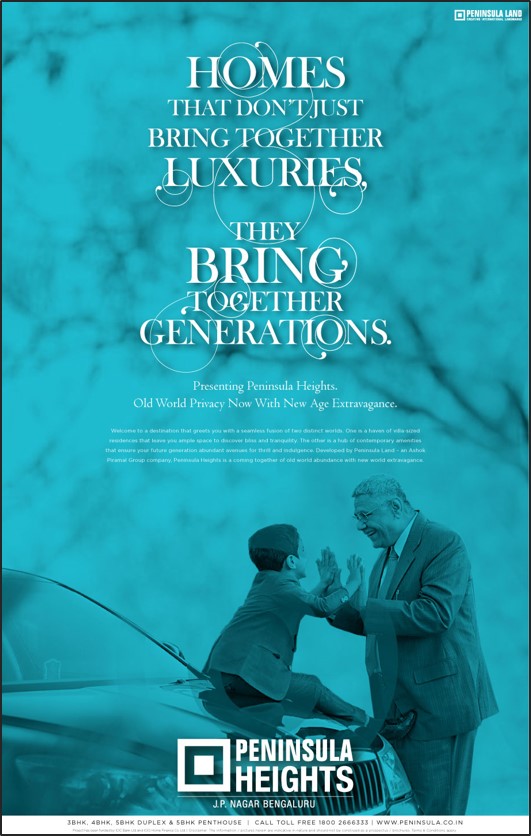 PENINSULA LAND
CREATING INTERNATIONAL LANDMARKS
HOMES
THAT DON'T JUST
BRING TOGETHER
LUXURIES,
THEY
BRING
TOGETHER
GENERATIONS.
Presenting Peninsula Heights.
Old World Privacy Now With New Age Extravagance.
Welcome to a destination that greets you with a seamless fusion of two distinct worlds. One is a haven of villa-sized
residences that leave you ample space to discover bliss and tranquility. The other is a hub of contemporary amenities
that ensure your future generation abundant avenues for thrill and indulgence. Developed by Peninsula Land - an Ashok
Piramal Group company, Peninsula Heights is a coming together of old world abundance with new world extravagance.
PENINSULA
HEIGHTS
J.P. NAGAR BENGALURU
3BHK, 4BHK, 5BHK DUPLEX & 5BHK PENTHOUSE | CALL TOLL FREE 1800 2666333 | WWW.PENINSULA.CO.IN